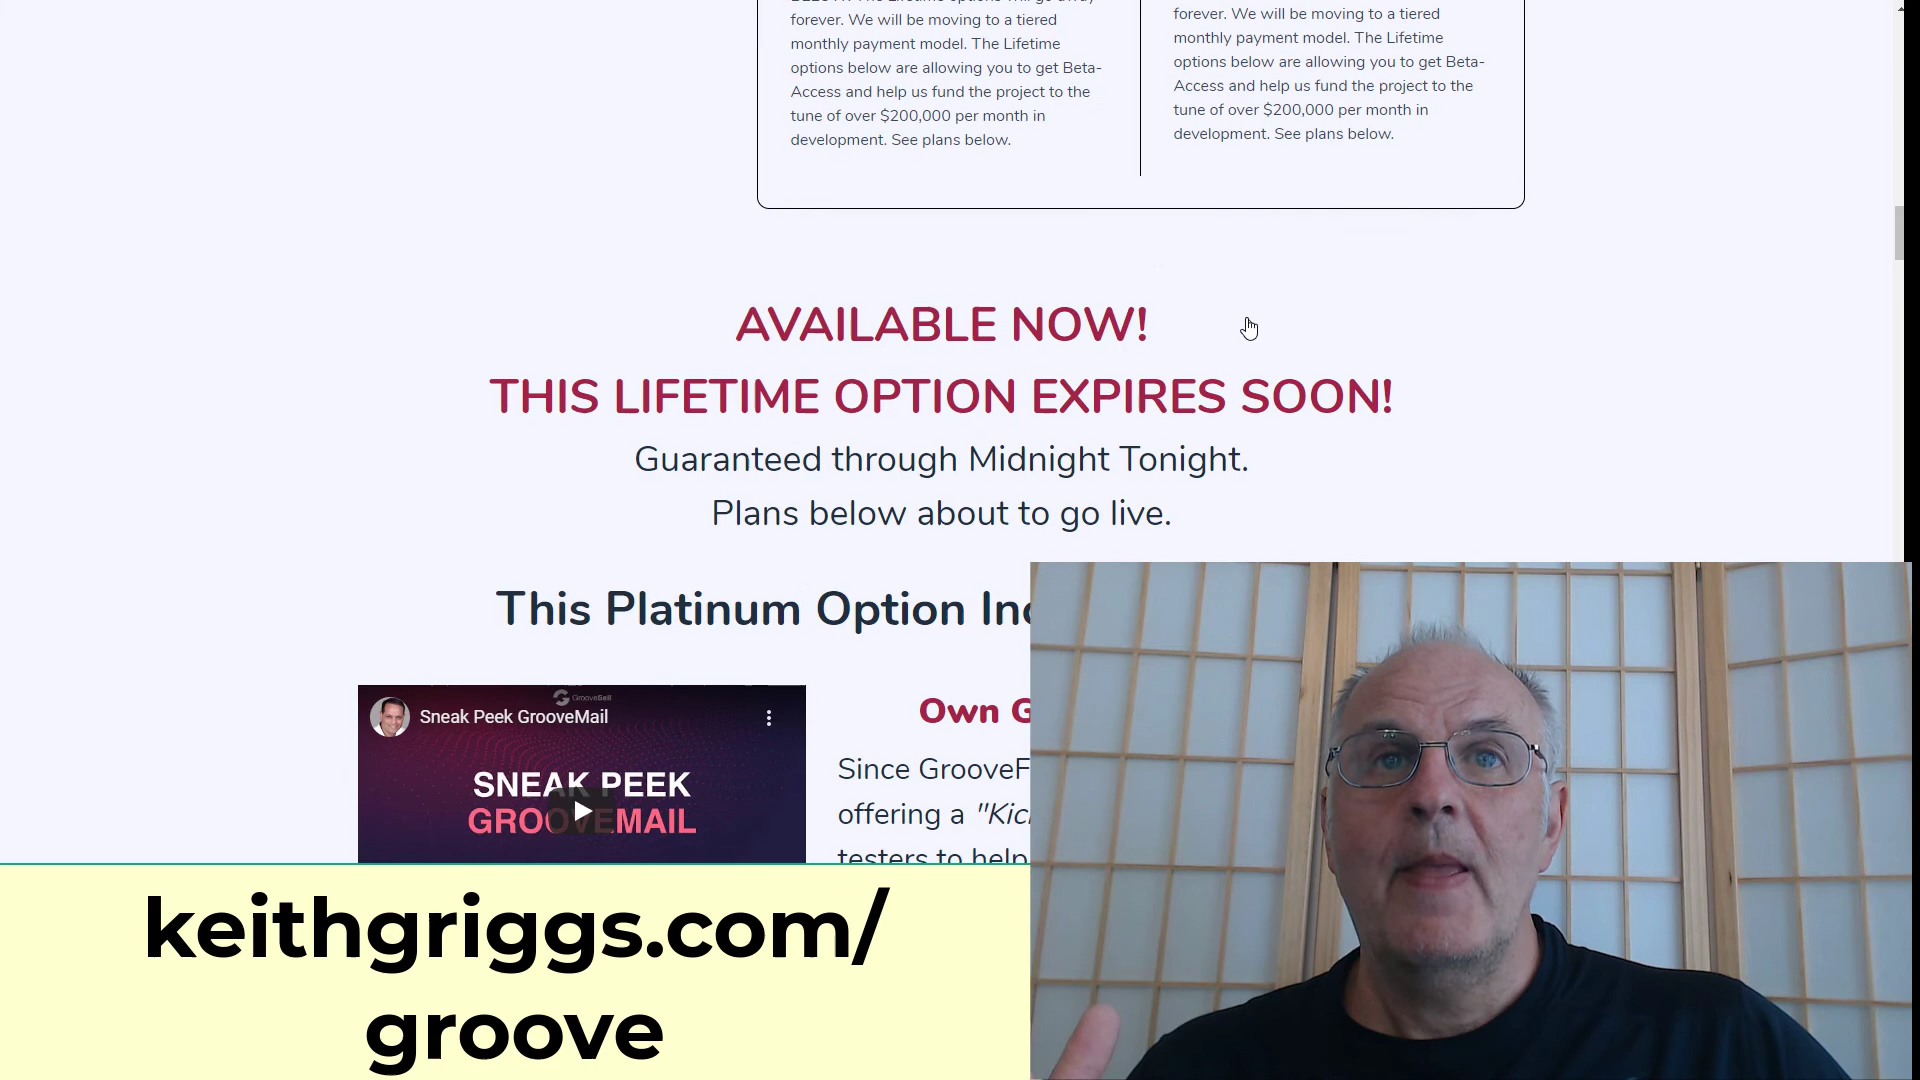 forever. We will be moving to a tiered
monthly payment model. The Lifetime
options below are allowing you to get Beta-
Access and help us fund the project to the
tune of over $200,000 per month in
development. See plans below.
forever. We will be moving to a tiered
monthly payment model. The Lifetime
options below are allowing you to get Beta-
Access and help us fund the project to the
tune of over $200,000 per month in
development. See plans below.
AVAILABLE NOW!
THIS LIFETIME OPTION EXPIRES SOON!
Guaranteed through Midnight Tonight.
Plans below about to go live.
This Platinum Option
GrooveSell
Sneak Peek GrooveMail
SNEAK PEEK
GROOVEMAIL
Own
Since
offering a
testers to help
keithgriggs.com/
groove